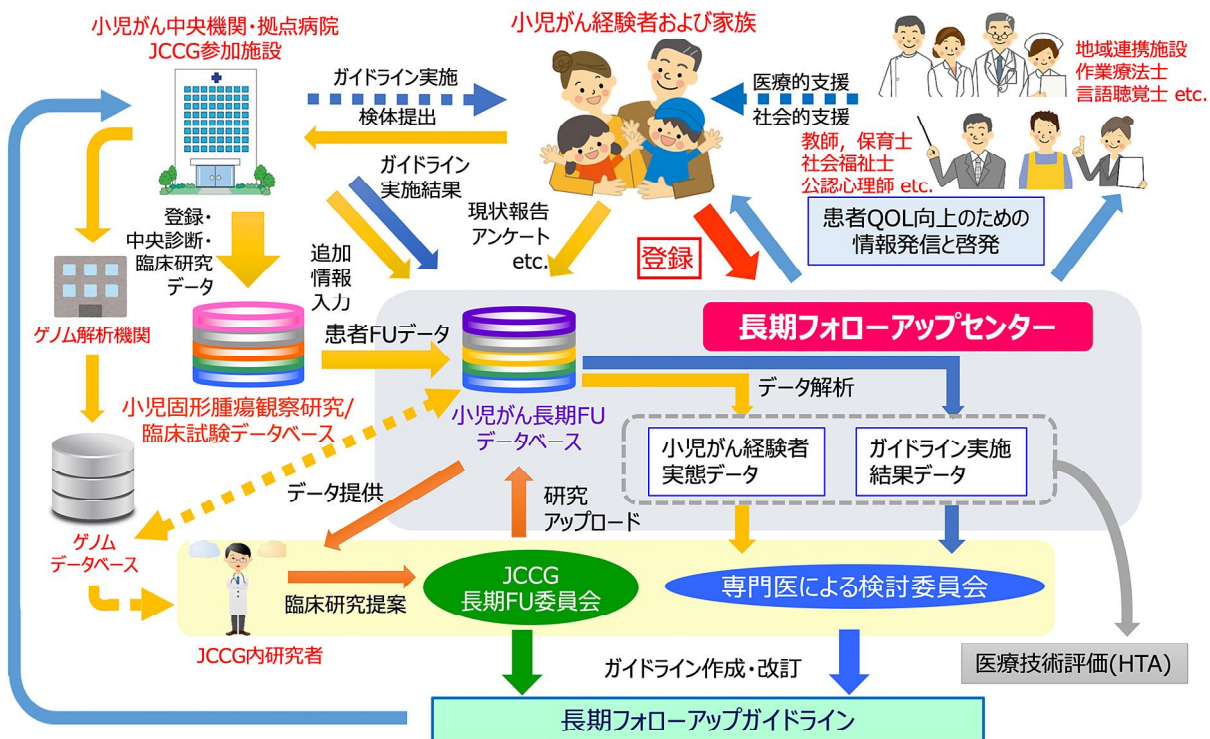 小児がん中央機関・拠点病院
JCCG参加施設
小児がん経験者および家族
地域連携施設
作業療法士
言語聴覚士 etc.
ガイドライン実施
検体提出
医療的支援
社会的支援
教師，保育士
社会福祉士
公認心理師 etc.
ガイドライン
実施結果
登録・
中央診断・
臨床研究
データ
追加
情報
入力
現状報告
アンケート
etc.
登録
患者QOL向上のための
情報発信と啓発
ゲノム解析機関
患者FUデータ
長期フォローアップセンター
データ解析
小児固形腫瘍観察研究/
臨床試験データベース
小児がん長期FU
データベース
小児がん経験者
実態データ
ガイドライン実施
結果データ
データ提供
研究
アップロード
ゲノム
データベース
臨床研究提案
JCCG
長期FU委員会
専門医による検討委員会
JCCG内研究者
ガイドライン作成・改訂
医療技術評価(HTA)
長期フォローアップガイドライン